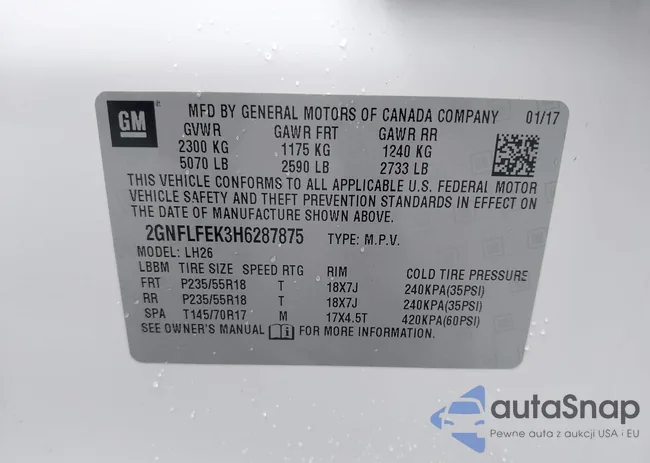 GM
MFD BY GENERAL MOTORS OF CANADA COMPANY 01/17
GVWR GAWR FRT GAWR RR
2300 KG 1175 KG 1240 KG
5070 LB 2590 LB 2733 LB
THIS VEHICLE CONFORMS TO ALL APPLICABLE U.S. FEDERAL MOTOR
VEHICLE SAFETY AND THEFT PREVENTION STANDARDS IN EFFECT ON
THE DATE OF MANUFACTURE SHOWN ABOVE.
2GNFLFEK3H6287875 TYPE: M.P.V.
MODEL: LH26
LBBM TIRE SIZE SPEED RTG RIM COLD TIRE PRESSURE
FRT P235/55R18 T 18X7J 240KPA(35PSI)
RR P235/55R18 T 18X7J 240KPA(35PSI)
SPA T145/70R17 M 17X4.5T 420KPA(60PSI)
SEE OWNER'S MANUAL FOR MORE INFORMATION.
autoSnap
Pewne auta z aukcji USA i EU